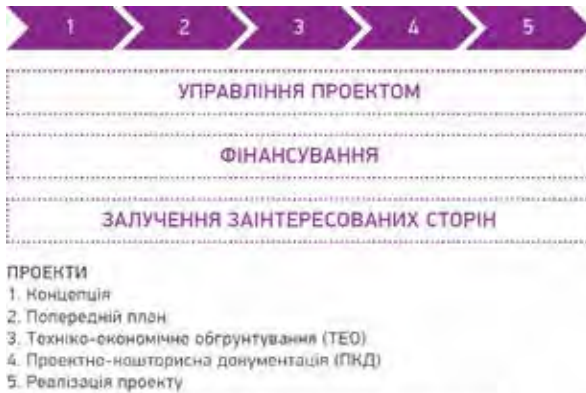 1 2 3 4 5
УПРАВЛІННЯ ПРОЕКТОМ
ФІНАНСУВАННЯ
ЗАЛУЧЕННЯ ЗАІНТЕРЕСОВАНИХ СТОРІН
ПРОЕКТИ
1. Концепція
2. Попередній план
3. Техніко-економічне обгрунтування (ТЕО)
4. Проектно-кошторисна документація (ПКД)
5. Реалізація проекту